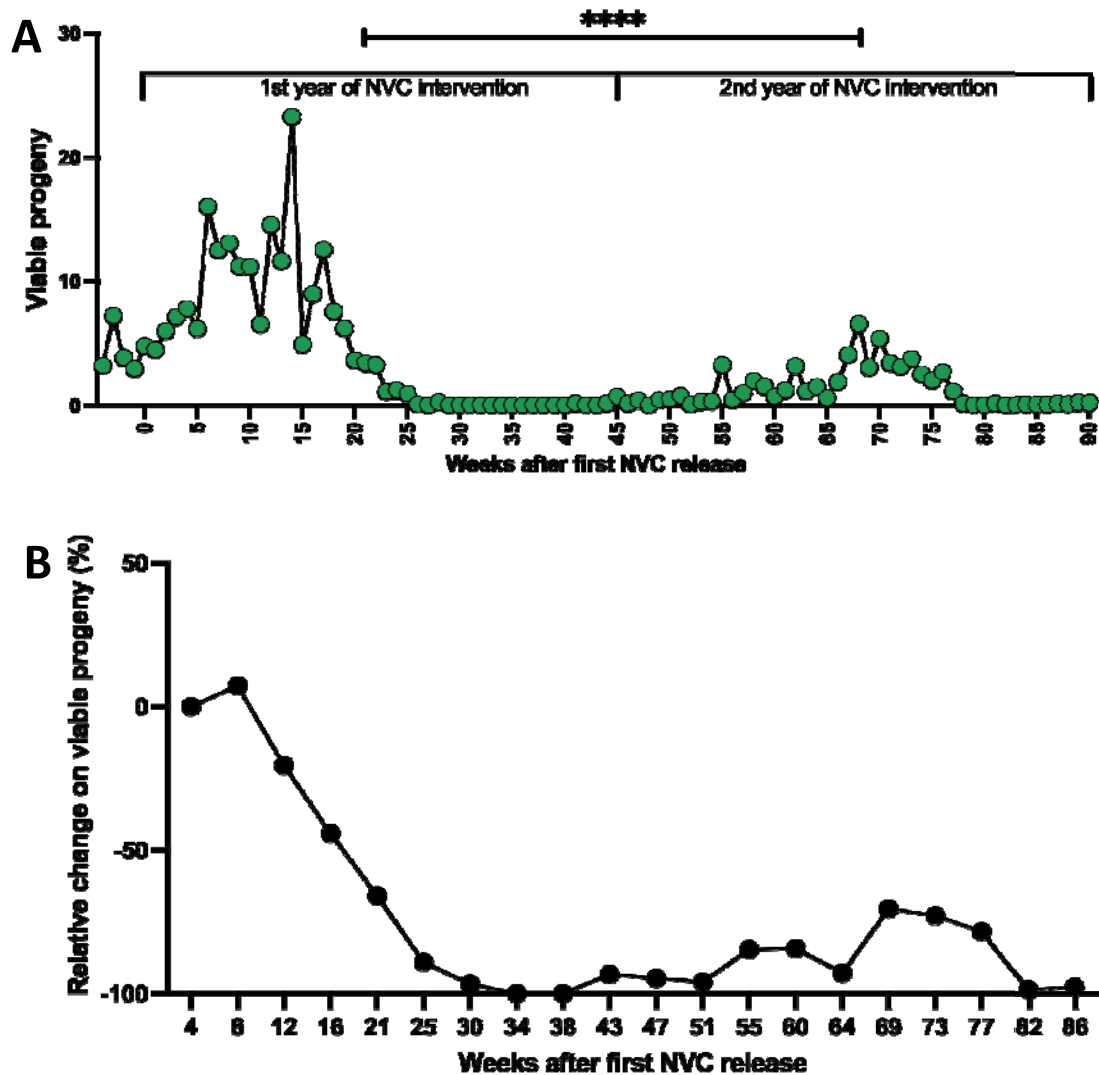 A
****
1st year of NVC intervention 2nd year of NVC intervention
30
20
10
0
Viable progeny
0 5 10 15 20 25 30 35 40 45 50 55 60 65 70 75 80 85 90
Weeks after first NVC release
B
50
0
-50
-100
Relative change on viable progeny (%)
4 8 12 16 21 25 30 34 38 43 47 51 55 60 64 69 73 77 82 86
Weeks after first NVC release